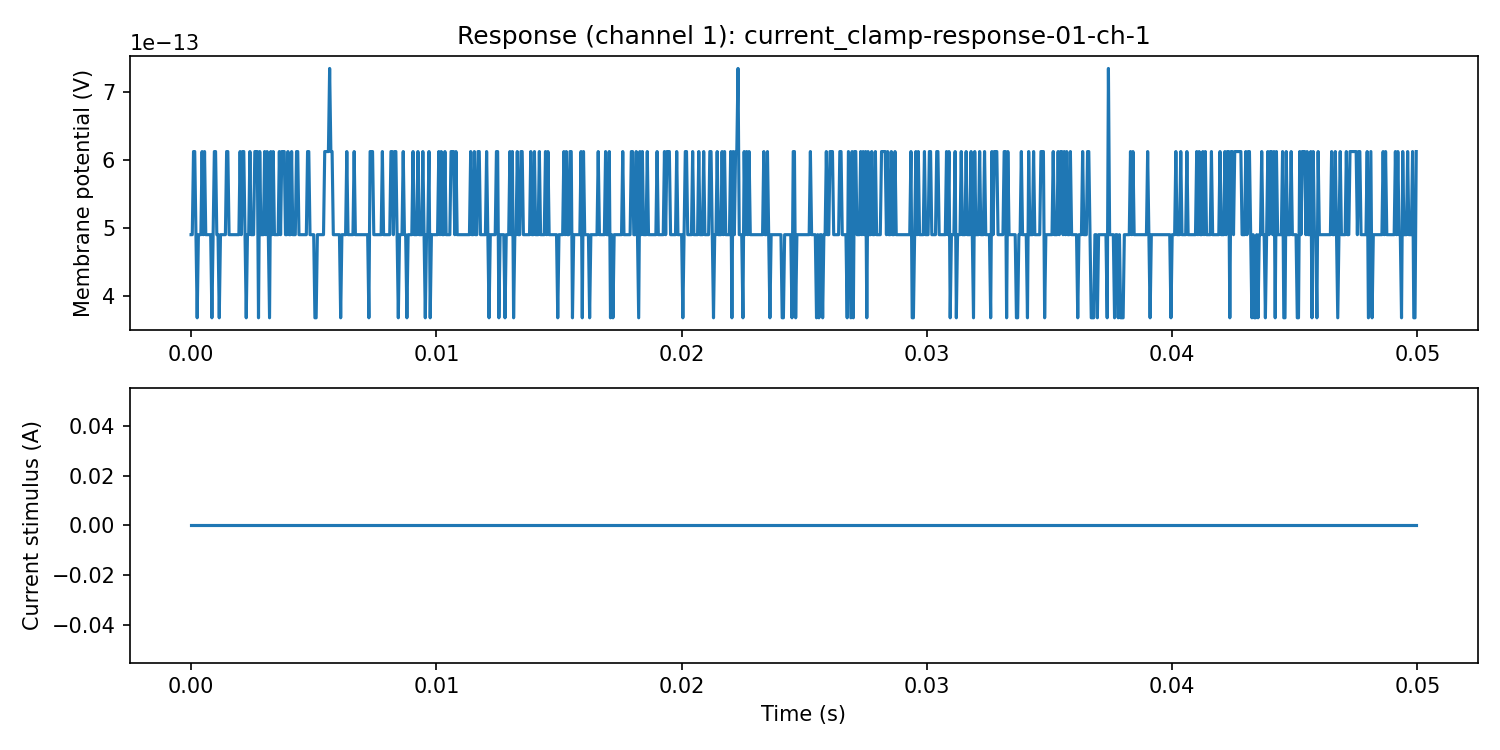 Response (channel 1): current_clamp-response-01-ch-1
1e−13
Membrane potential (V)
7
6
5
4
0.00 0.01 0.02 0.03 0.04 0.05
Current stimulus (A)
0.04
0.02
0.00
−0.02
−0.04
0.00 0.01 0.02 0.03 0.04 0.05
Time (s)